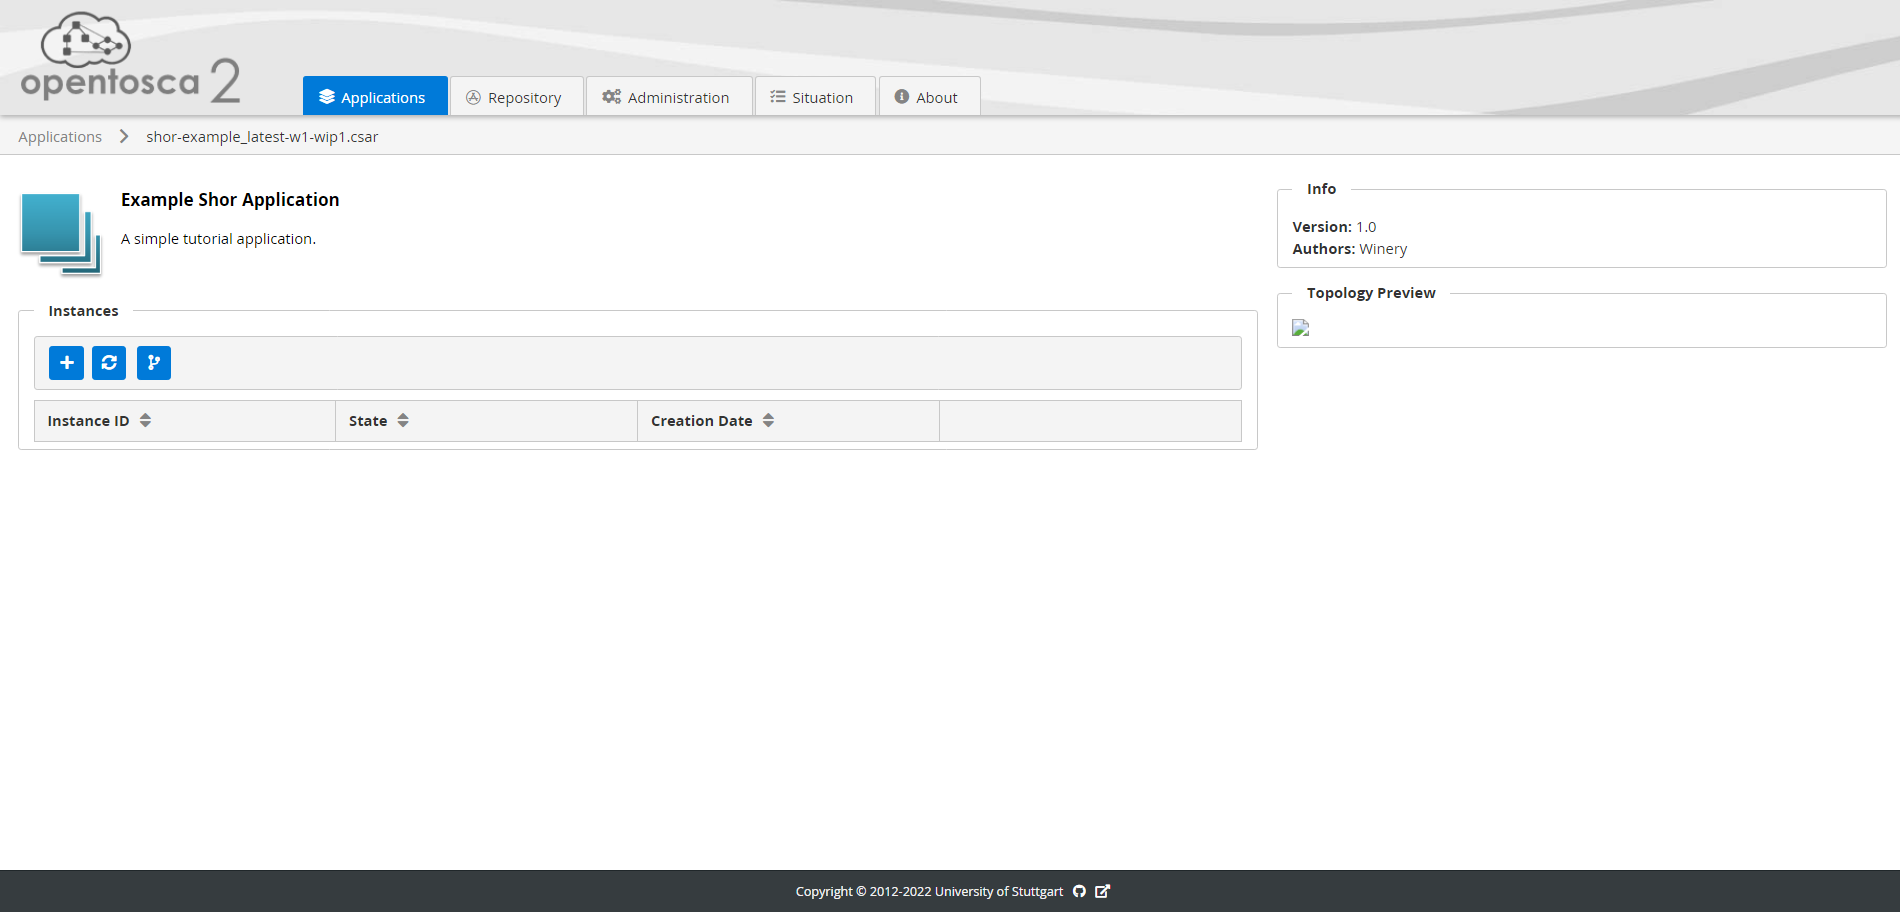 opentosca 2
Applications
Repository
Administration
Situation
About
Applications
shor-example_latest-w1-wip1.csar
Example Shor Application
A simple tutorial application.
Info
Version: 1.0
Authors: Winery
Topology Preview
Instances
Instance ID
State
Creation Date
Copyright © 2012-2022 University of Stuttgart